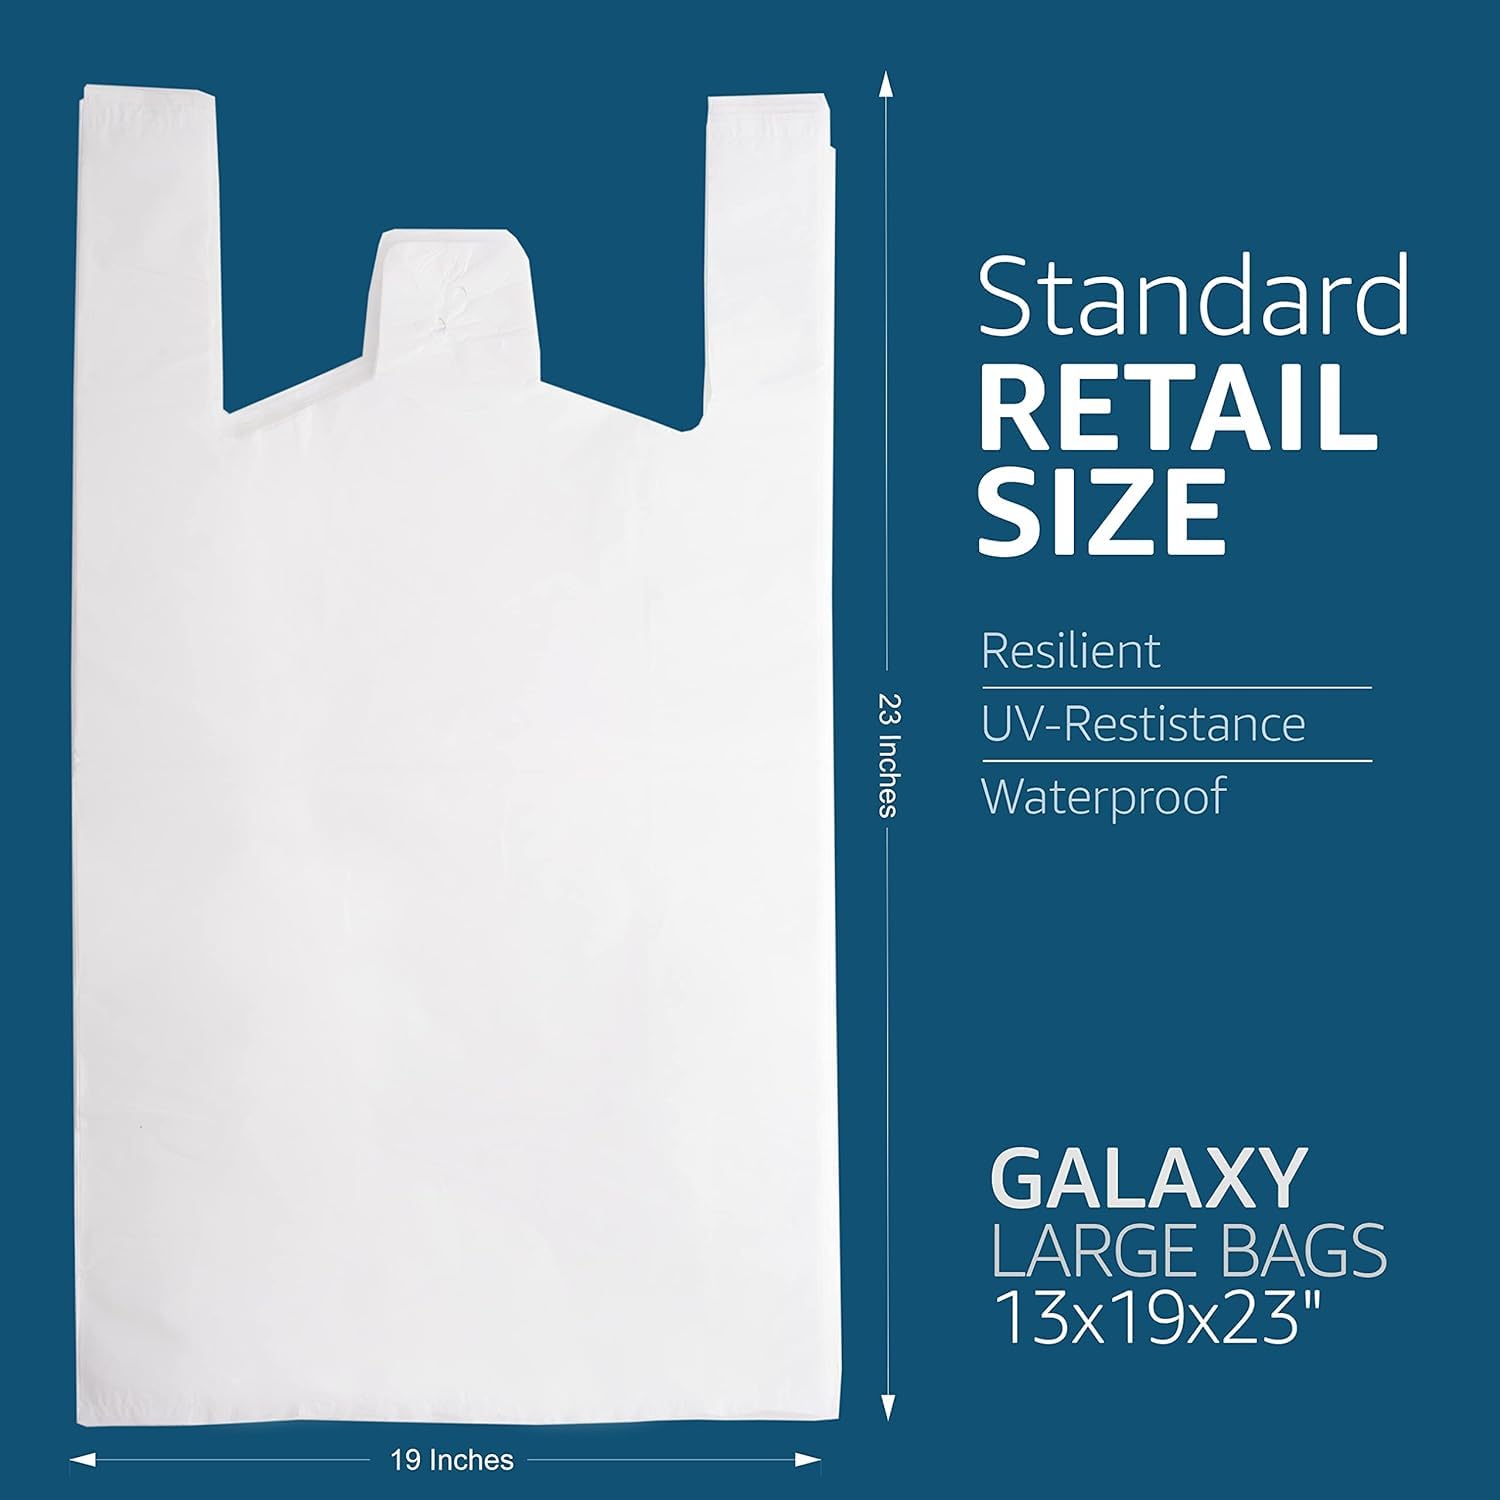 Standard
RETAIL
SIZE
Resilient
UV-Restistance
Waterproof
23 Inches
GALAXY
LARGE BAGS
13x19x23"
19 Inches